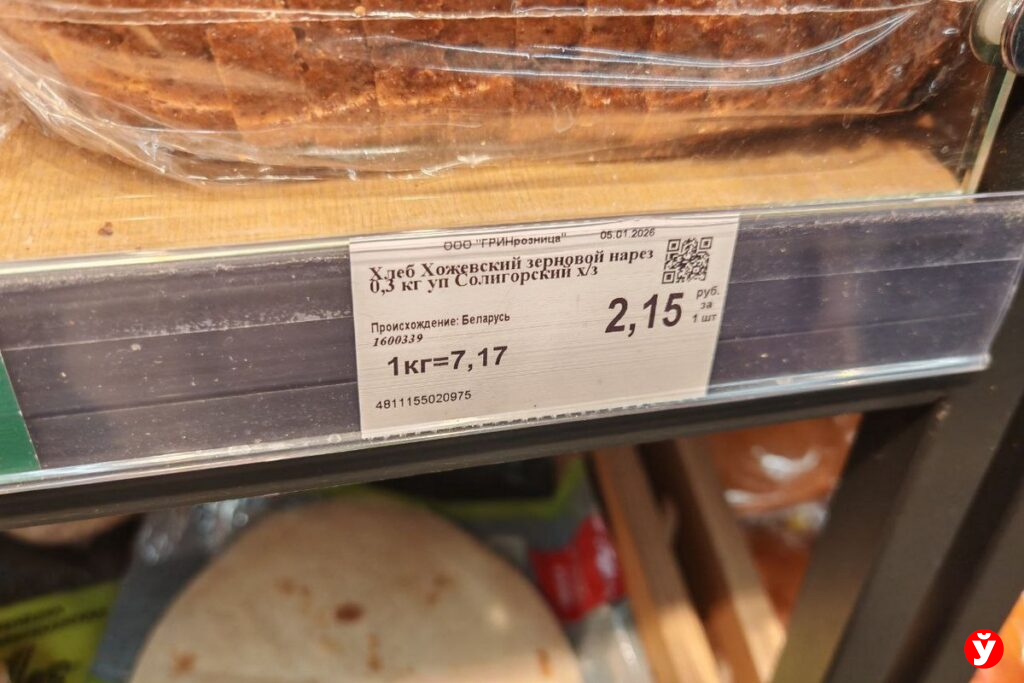 ООО "ГРИНрозница" 05.01.2026
Хлеб Хожевский зерновой нарез
0,3 кг уп Солигорский х/з
2,15 руб. за 1 шт
Происхождение: Беларусь
1600339
1кг=7,17
4811155020975
ў